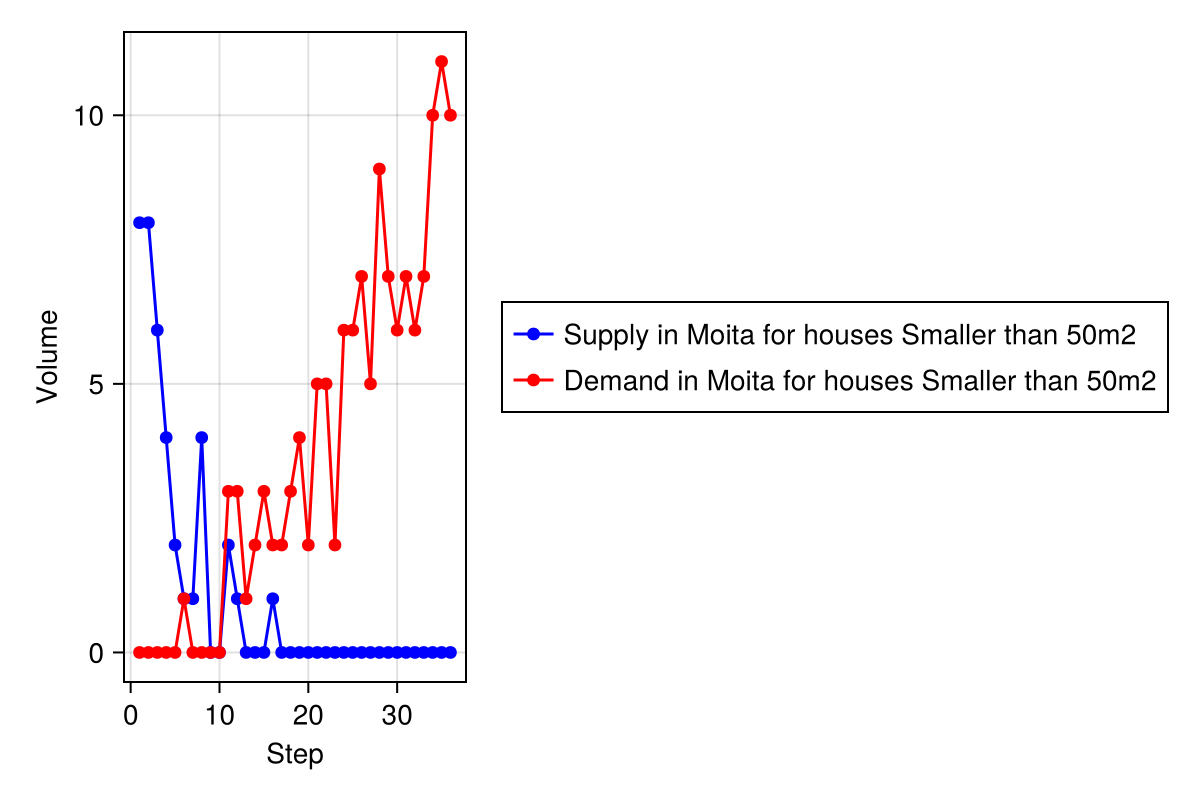 10
5
0
Volume
0 10 20 30
Step
Supply in Moita for houses Smaller than 50m2
Demand in Moita for houses Smaller than 50m2